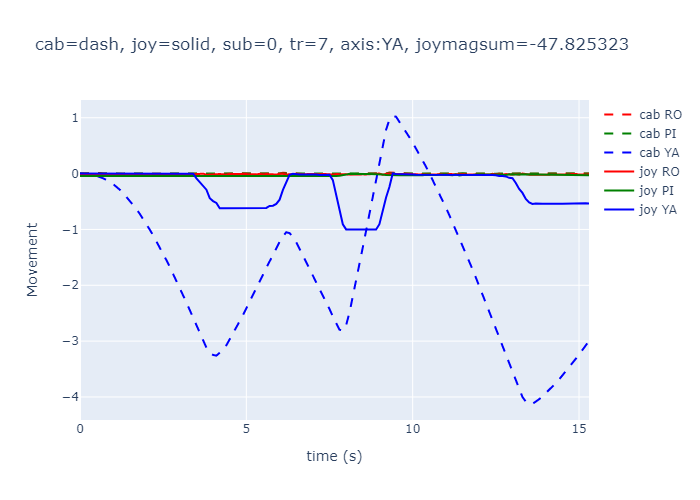 cab=dash, joy=solid, sub=0, tr=7, axis:YA, joymagsum=-47.825323
cab RO
cab PI
cab YA
joy RO
joy PI
joy YA
1
0
−1
−2
−3
−4
Movement
0
5
10
15
time (s)